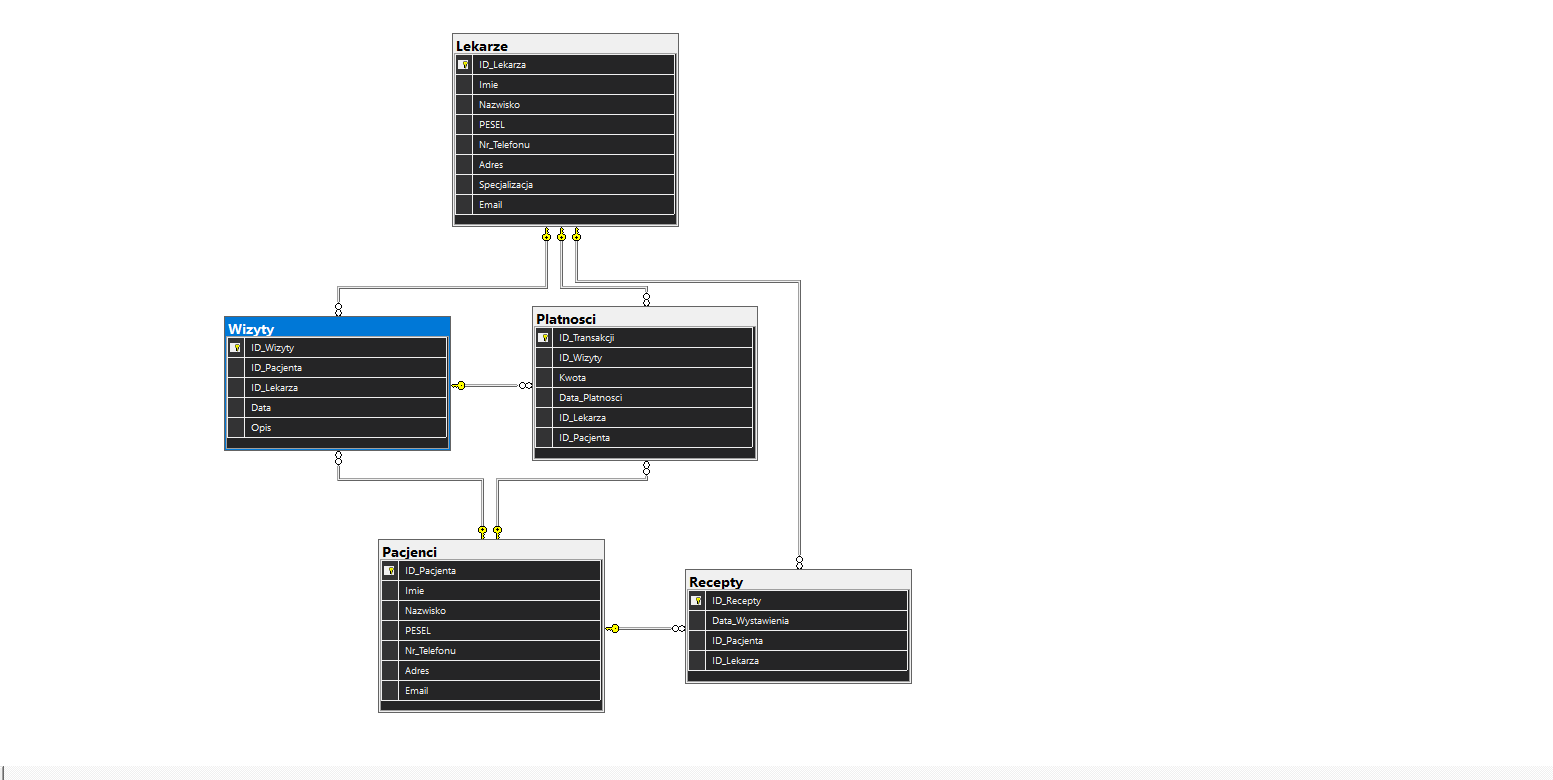 Lekarze
ID_Lekarza
Imie
Nazwisko
PESEL
Nr_Telefonu
Adres
Specjalizacja
Email
Wizyty
ID_Wizyty
ID_Pacjenta
ID_Lekarza
Data
Opis
Platnosci
ID_Transakcji
ID_Wizyty
Kwota
Data_Platnosci
ID_Lekarza
ID_Pacjenta
Pacjenci
ID_Pacjenta
Imie
Nazwisko
PESEL
Nr_Telefonu
Adres
Email
Recepty
ID_Recepty
Data_Wystawienia
ID_Pacjenta
ID_Lekarza